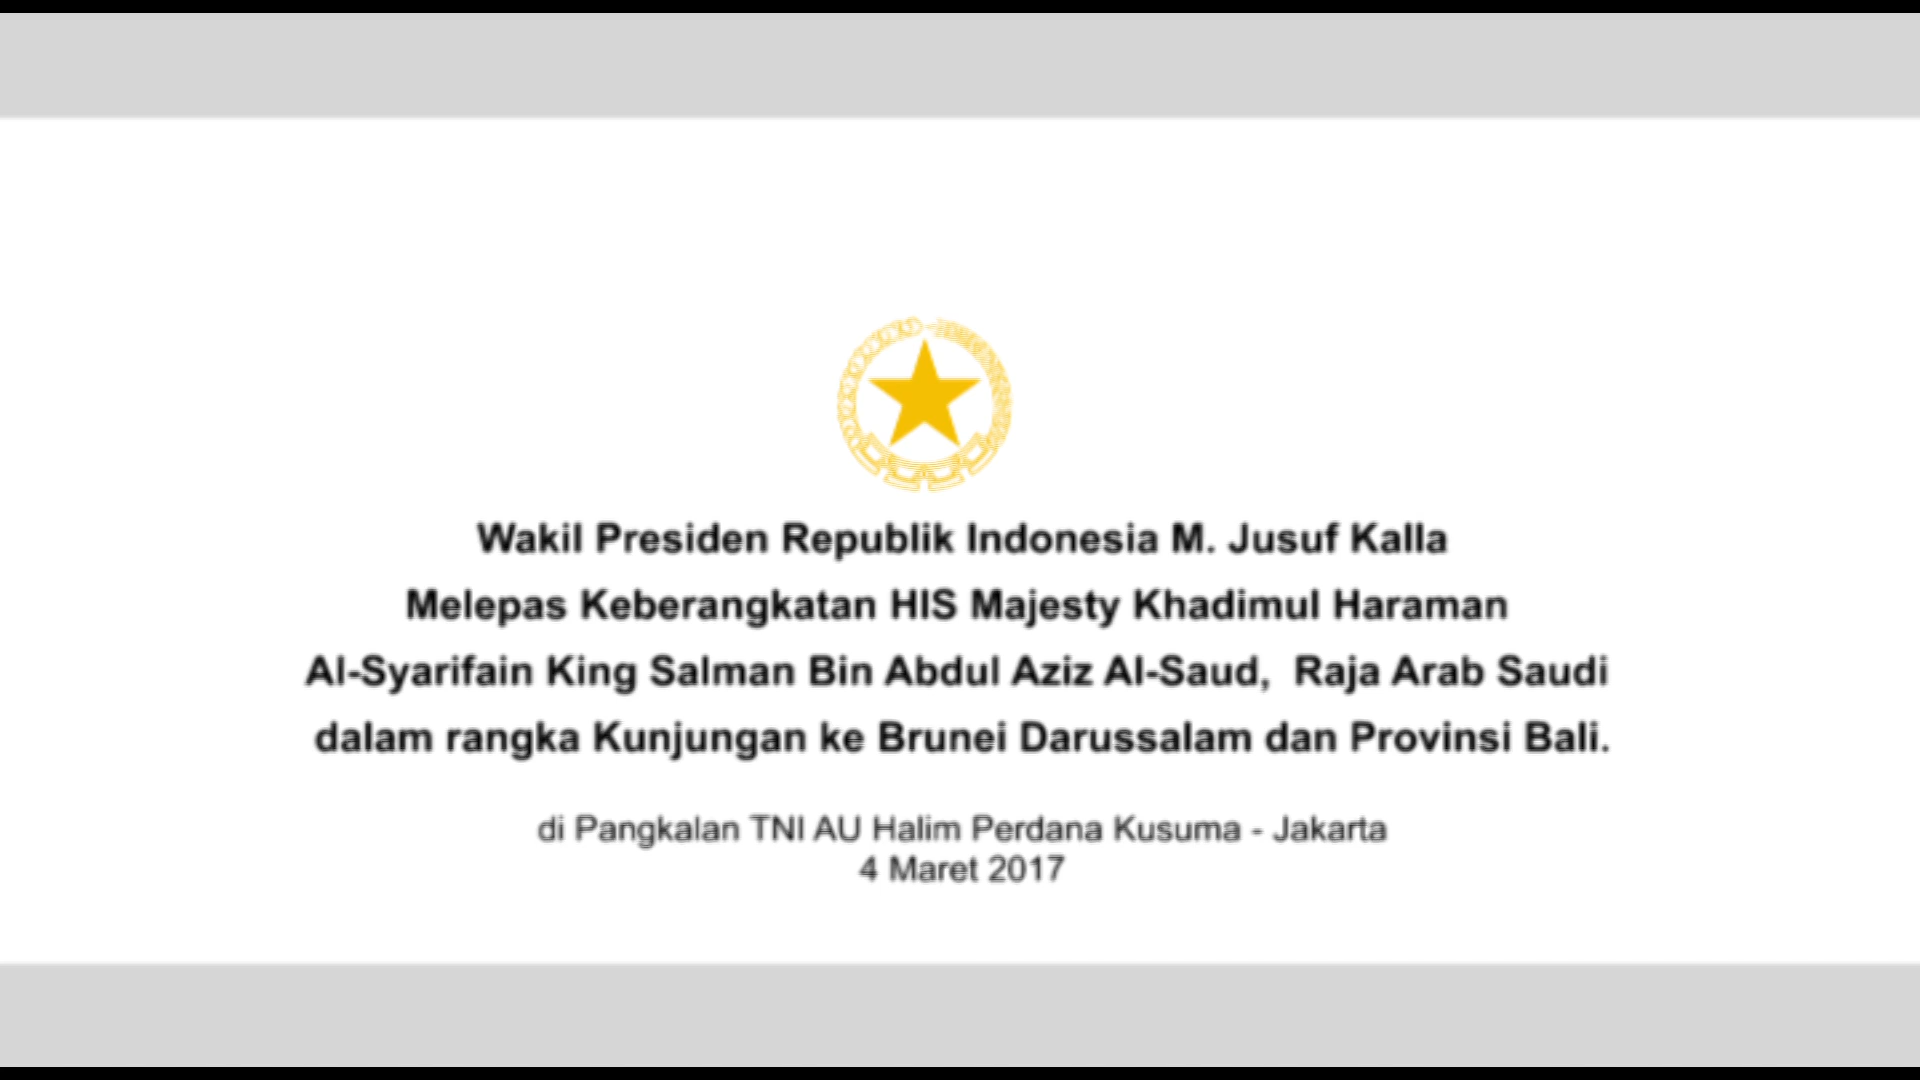 Wakil Presiden Republik Indonesia M. Jusuf Kalla
Melepas Keberangkatan HIS Majesty Khadimul Haraman
Al-Syarifain King Salman Bin Abdul Aziz Al-Saud,  Raja Arab Saudi
dalam rangka Kunjungan ke Brunei Darussalam dan Provinsi Bali.
di Pangkalan TNI AU Halim Perdana Kusuma - Jakarta
4 Maret 2017